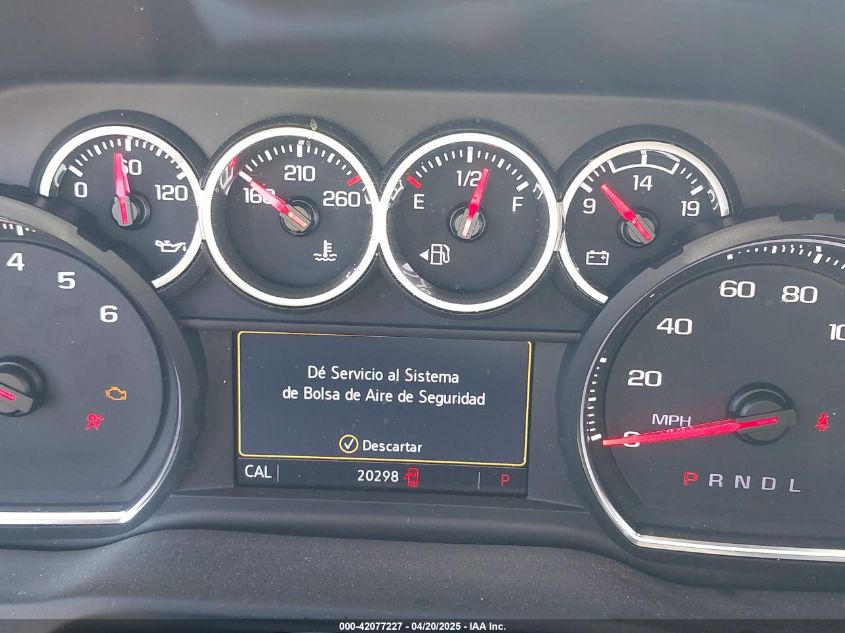 0 60 120
160 210 260
E 1/2 F
9 14 19
4 5 6
Dé Servicio al Sistema
de Bolsa de Aire de Seguridad
Descartar
CAL 20298 P
0 20 40 60 80
MPH
P R N D L
000-42077227 - 04/20/2025 - IAA Inc.